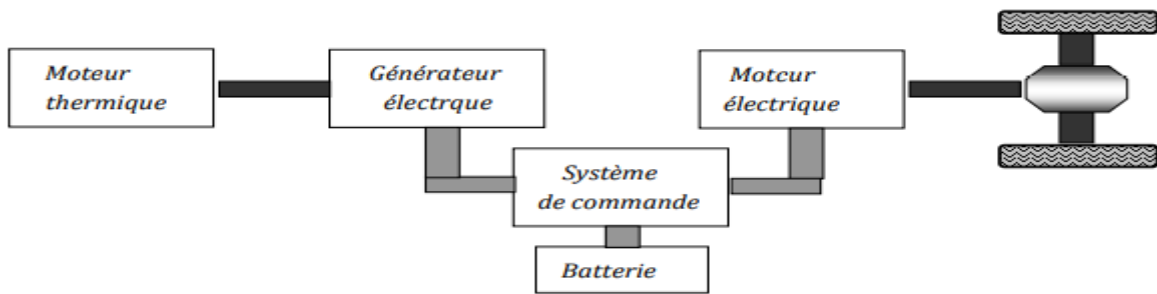 Moteur
thermique
Générateur
électrque
Motcur
électrique
Système
de commande
Batterie